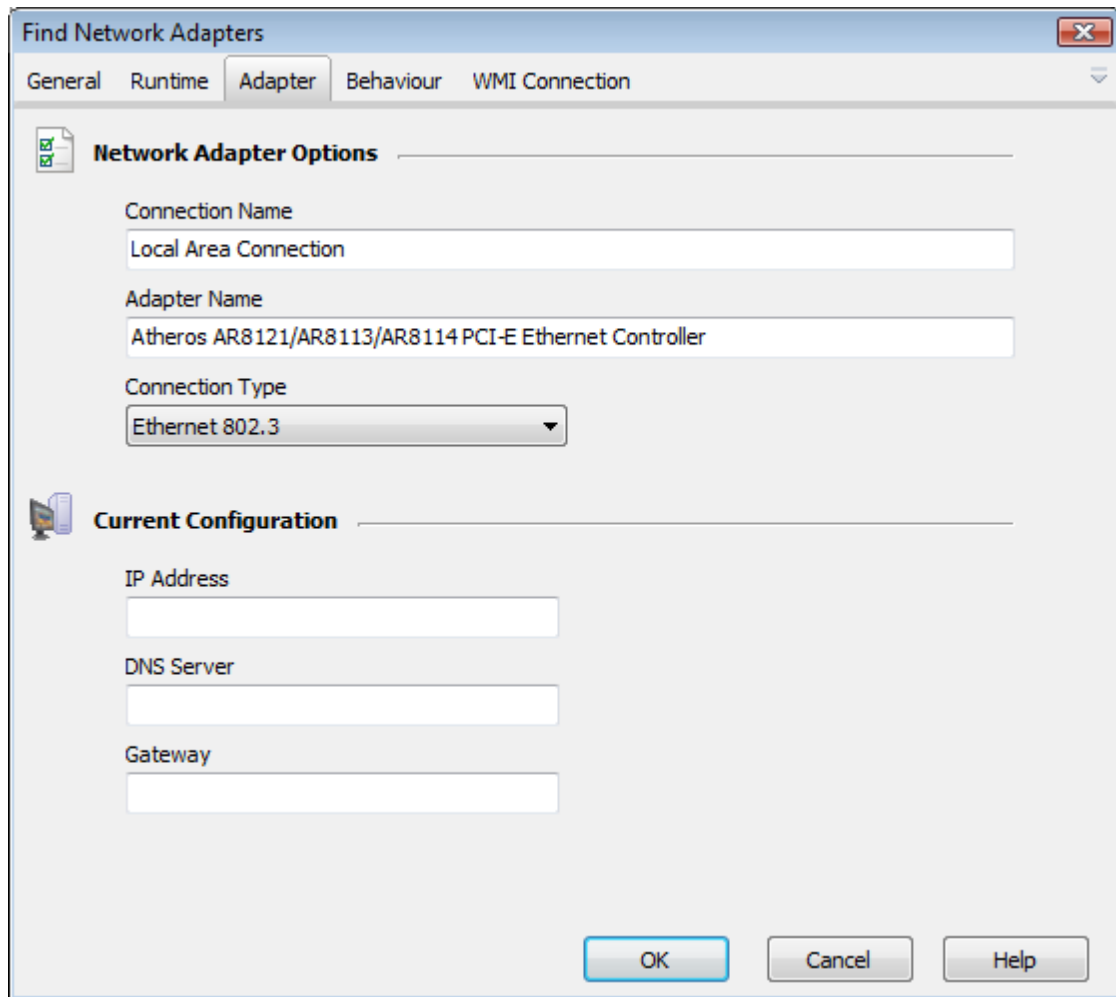 Find Network Adapters
General Runtime Adapter Behaviour WMI Connection
Network Adapter Options
Connection Name
Local Area Connection
Adapter Name
Atheros AR8121/AR8113/AR8114 PCI-E Ethernet Controller
Connection Type
Ethernet 802.3
Current Configuration
IP Address
DNS Server
Gateway
OK Cancel Help